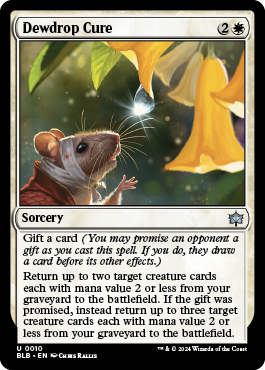 Dewdrop Cure 2
Sorcery
Gift a card (You may promise an opponent a
gift as you cast this spell. If you do, they draw
a card before its other effects.)
Return up to two target creature cards
each with mana value 2 or less from your
graveyard to the battlefield. If the gift was
promised, instead return up to three target
creature cards each with mana value 2 or
less from your graveyard to the battlefield.
U 0010
BLB • EN Chris Rallis
™ & © 2024 Wizards of the Coast